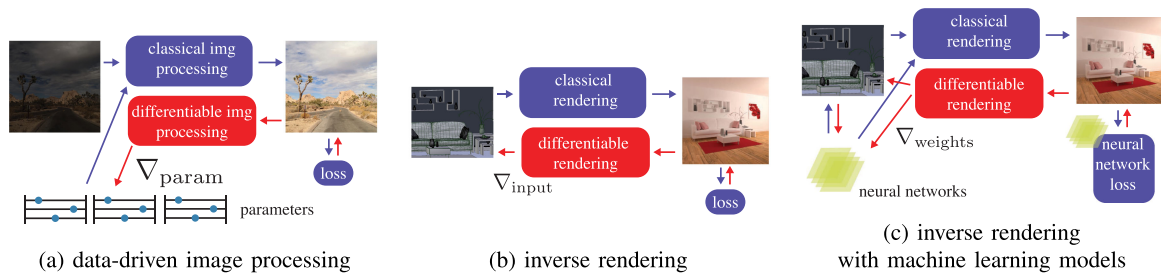 classical img
processing
differentiable img
processing
∇param
loss
parameters
(a) data-driven image processing
classical
rendering
differentiable
rendering
∇input
loss
(b) inverse rendering
classical
rendering
differentiable
rendering
∇weights
neural networks
neural
network
loss
(c) inverse rendering
with machine learning models